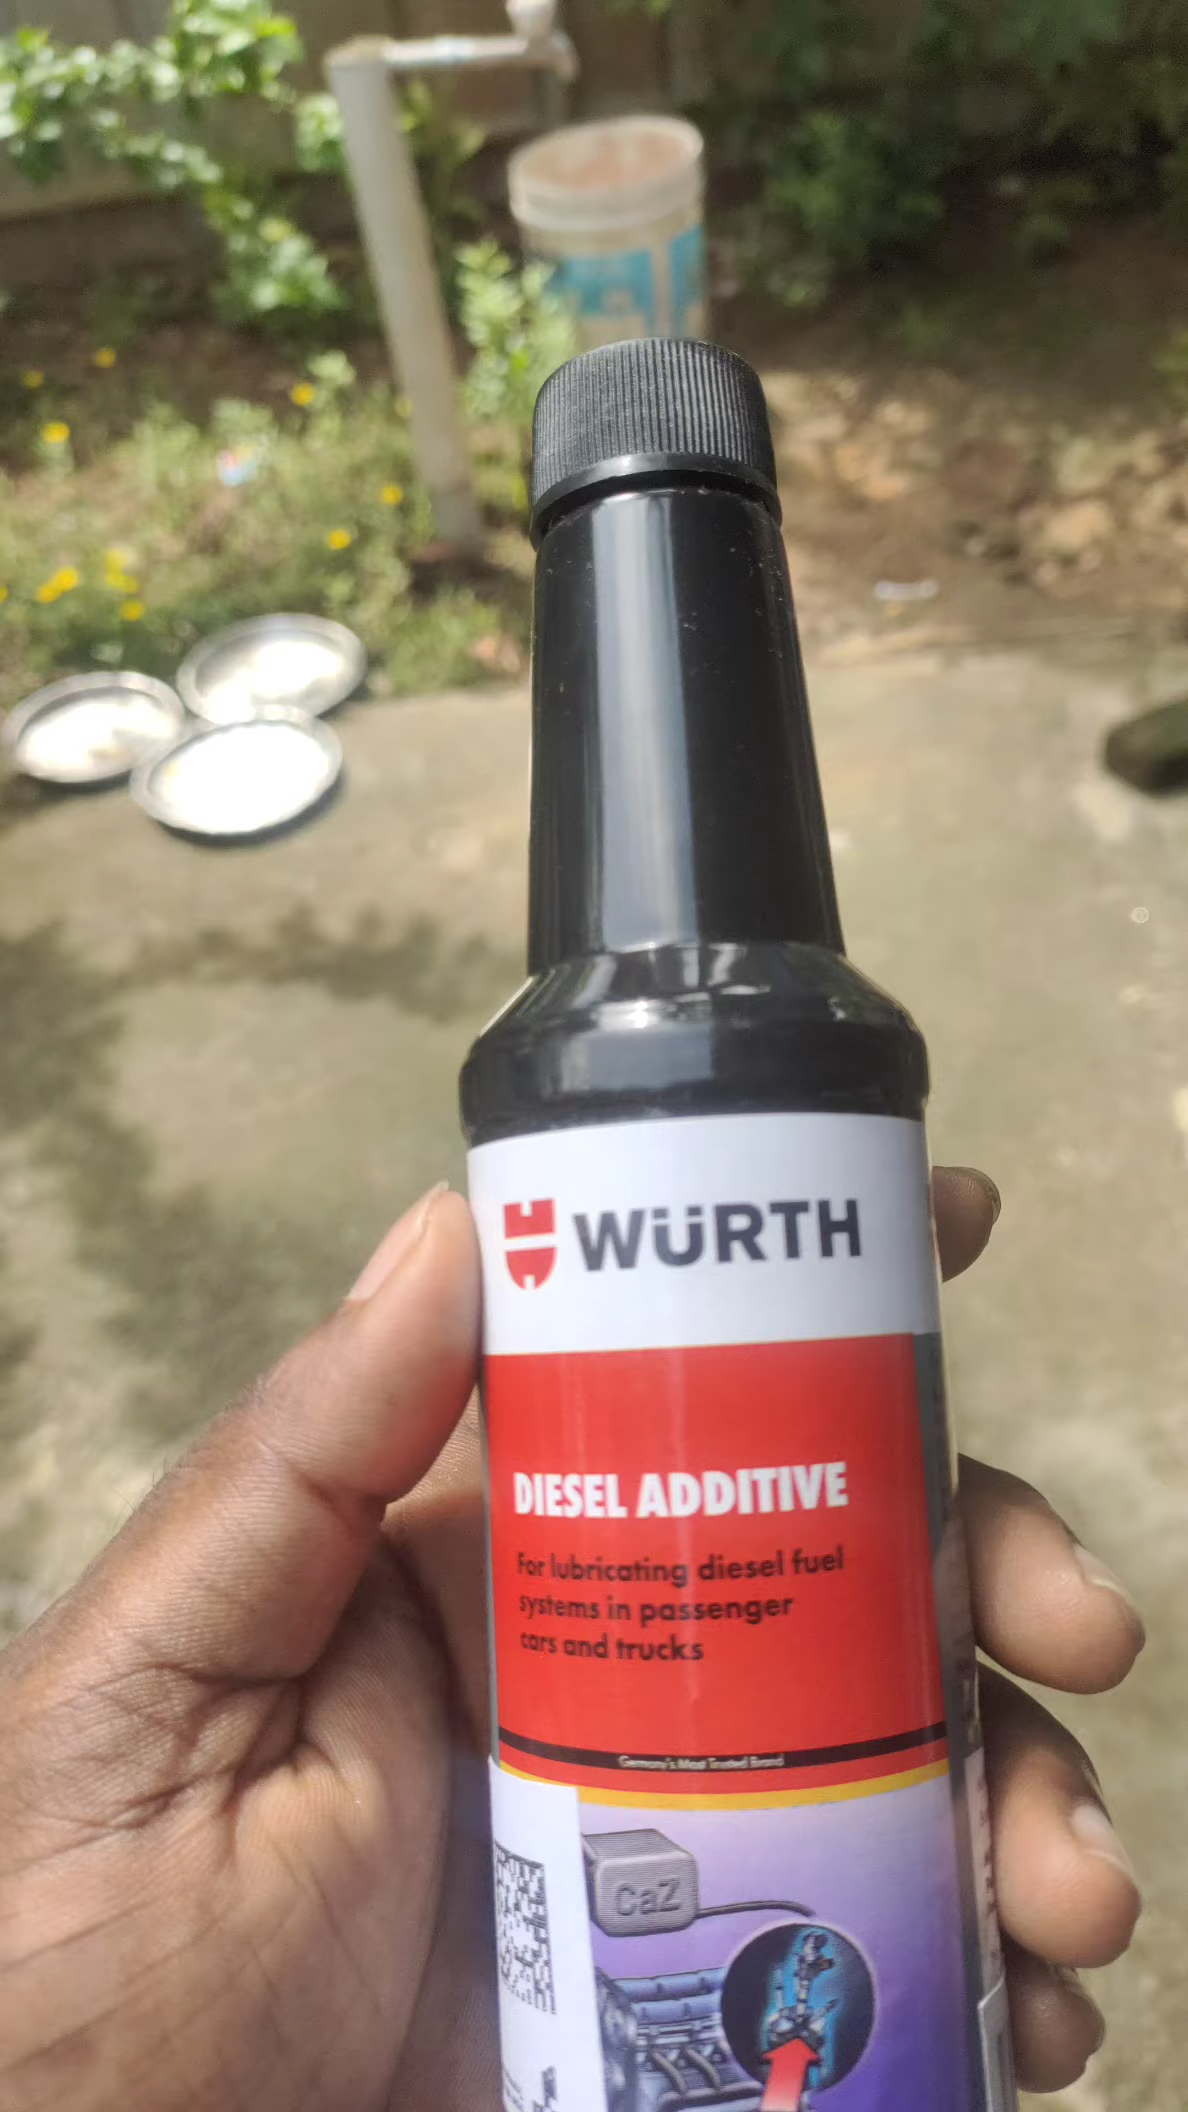 WÜRTH
DIESEL ADDITIVE
For lubricating diesel fuel
systems in passenger
cars and trucks
Germany's Most Trusted Brand
CaZ